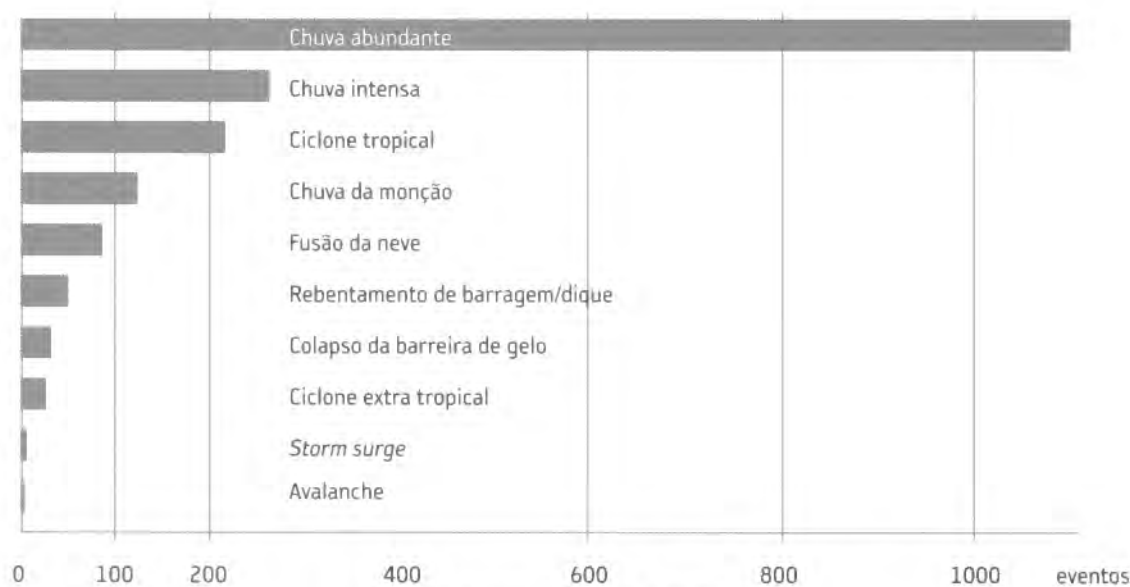 Chuva abundante
Chuva intensa
Ciclone tropical
Chuva da monção
Fusão da neve
Rebentamento de barragem/dique
Colapso da barreira de gelo
Ciclone extra tropical
Storm surge
Avalanche
0 100 200 400 600 800 1000 eventos